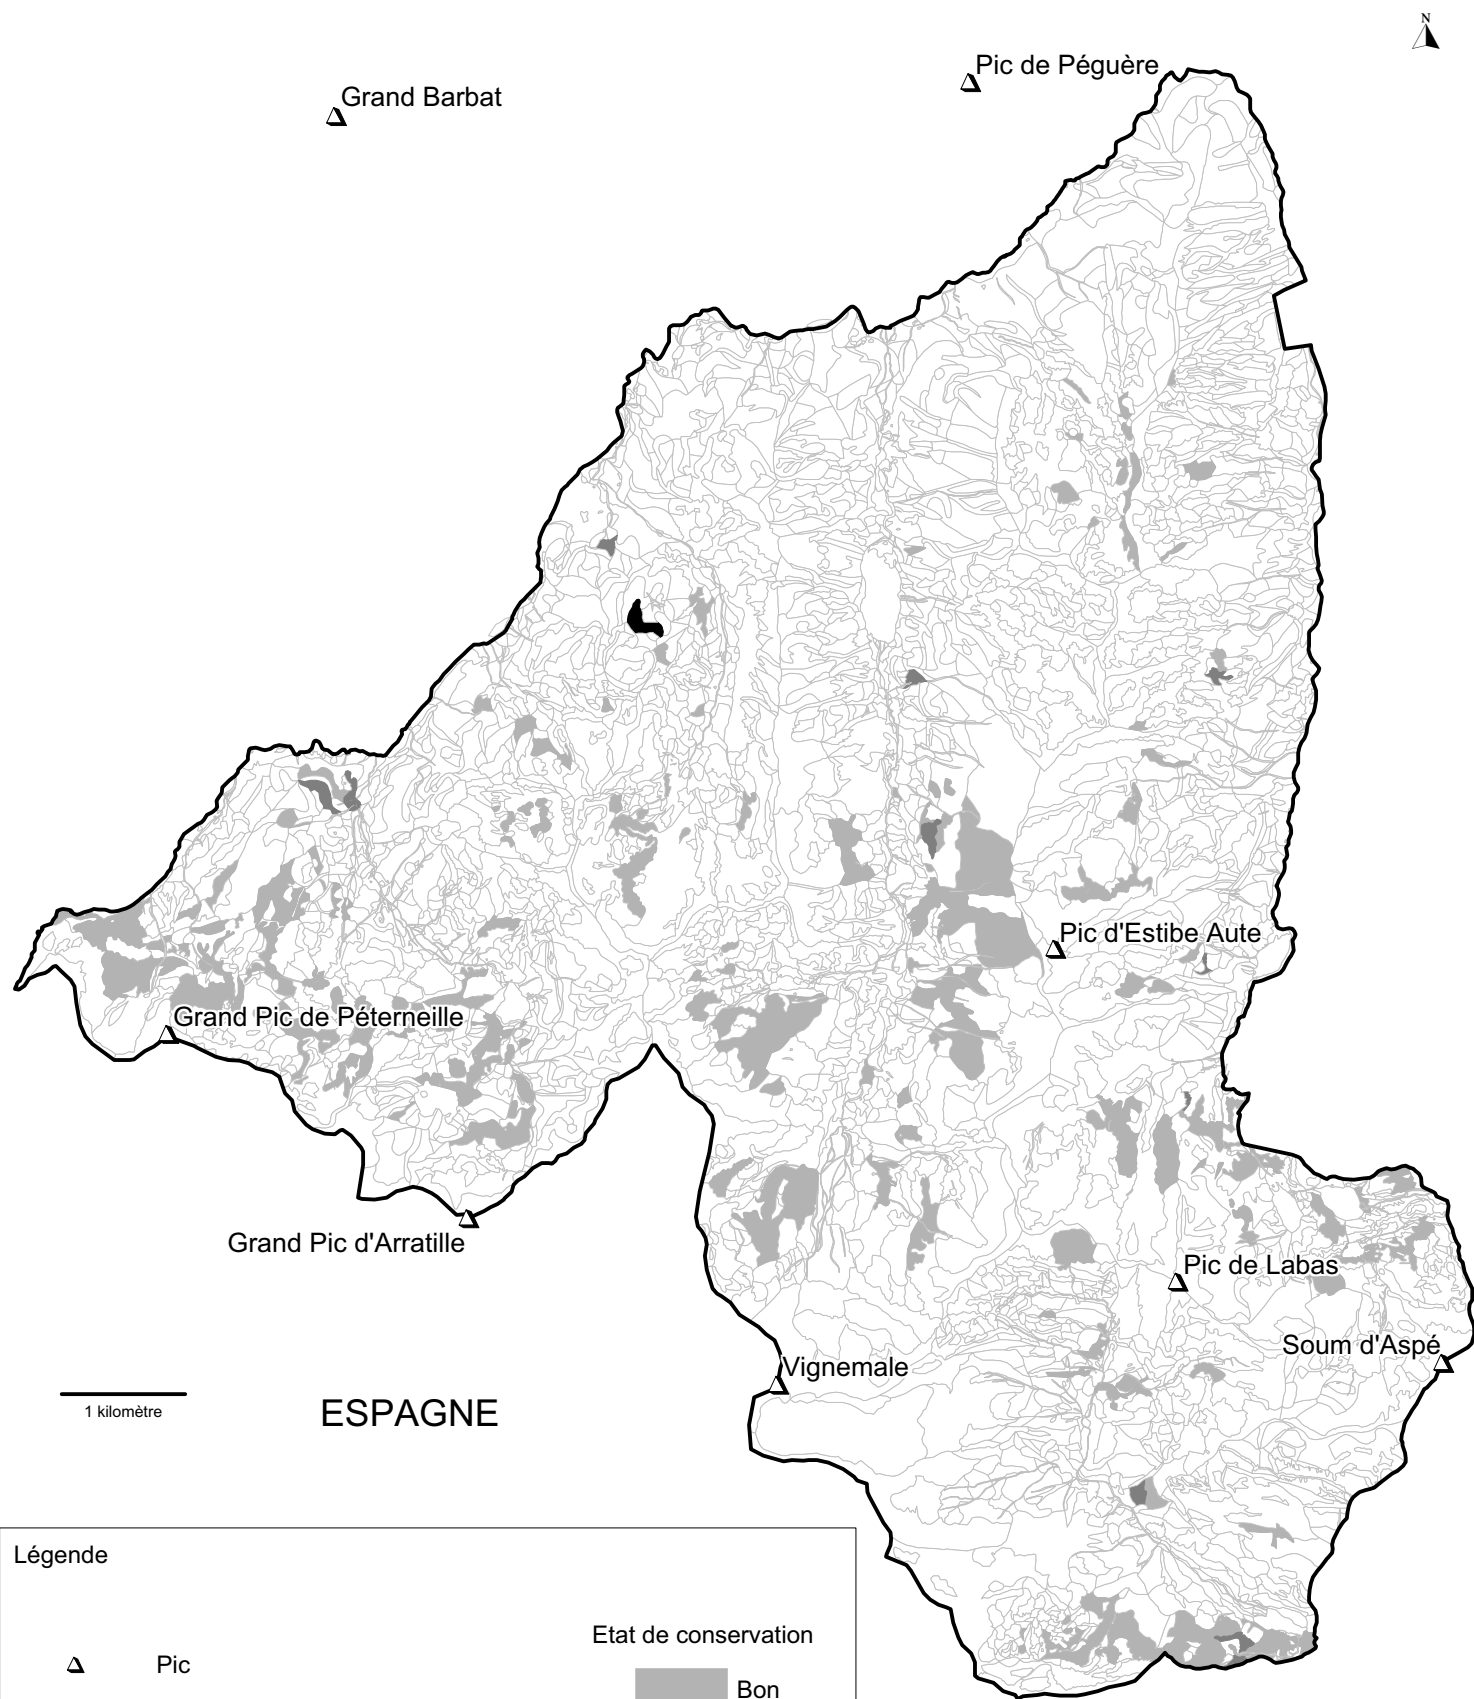 N
Pic de Péguère
Grand Barbat
Pic d'Estibe Aute
Grand Pic de Péterneille
Grand Pic d'Arratille
Pic de Labas
Soum d'Aspé
Vignemale
1 kilomètre
ESPAGNE
Légende
Etat de conservation
Pic
Bon